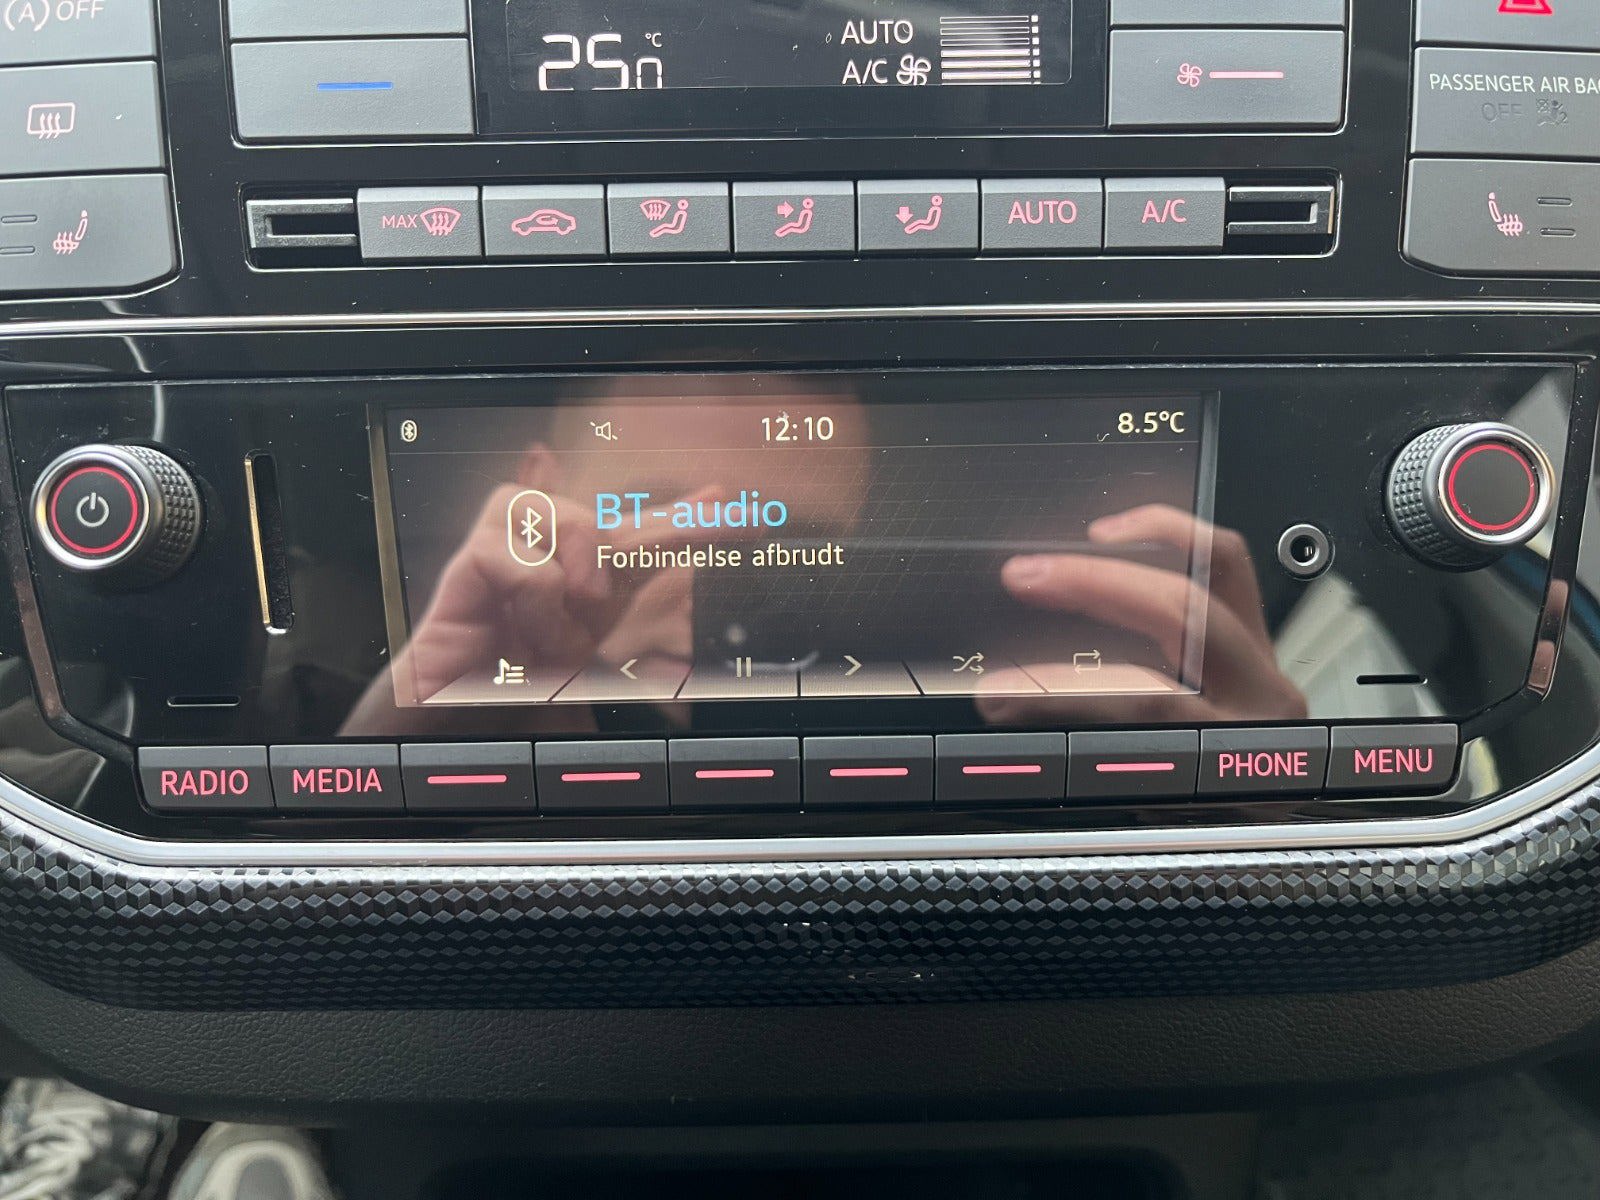 (A) OFF
25.0 °C
AUTO
A/C
PASSENGER AIR BA
OFF
MAX
AUTO
A/C
12:10
8.5°C
BT-audio
Forbindelse afbrudt
RADIO
MEDIA
PHONE
MENU